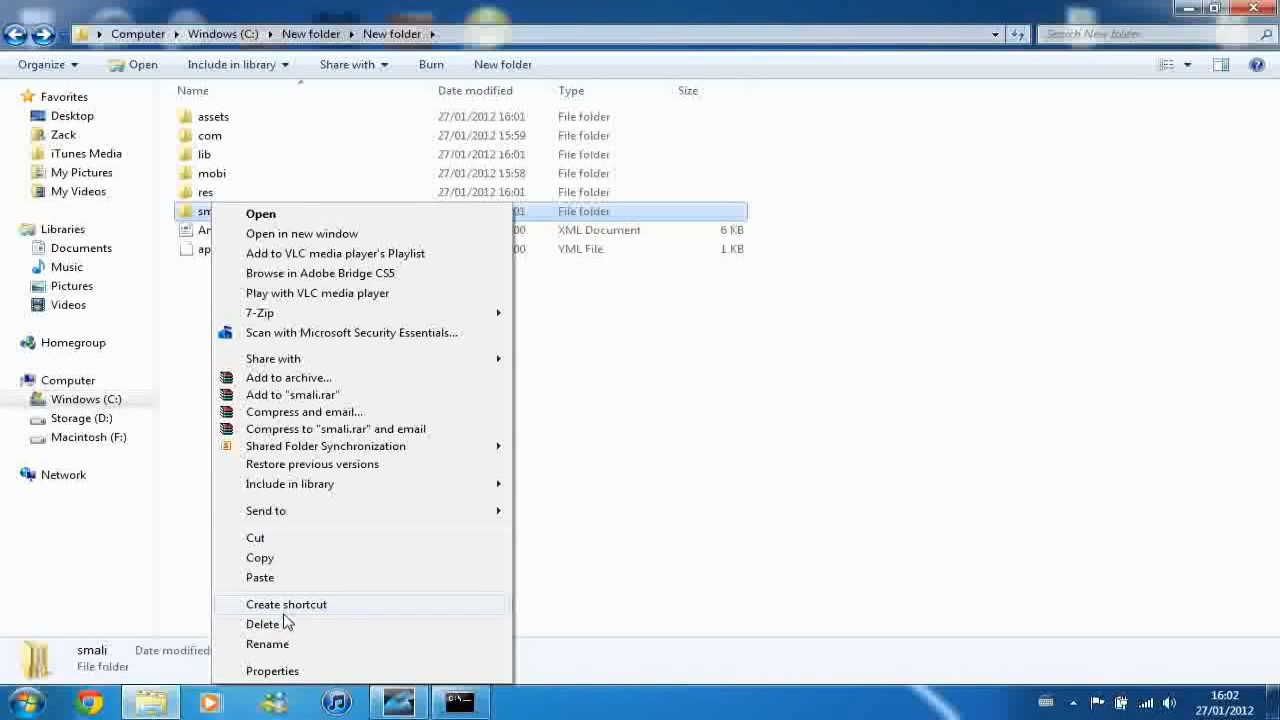 Computer ▸ Windows (C:) ▸ New folder ▸ New folder ▸
Search New folder
Organize Open Include in library Share with Burn New folder
Name Date modified Type Size
Favorites
Desktop
Zack
iTunes Media
My Pictures
My Videos
Libraries
Documents
Music
Pictures
Videos
Homegroup
Computer
Windows (C:)
Storage (D:)
Macintosh (F:)
Network
assets 27/01/2012 16:01 File folder
com 27/01/2012 15:59 File folder
lib 27/01/2012 16:01 File folder
mobi 27/01/2012 15:58 File folder
res 27/01/2012 16:01 File folder
sm 01 File folder
An 00 XML Document 6 KB
ap 00 YML File 1 KB
Open
Open in new window
Add to VLC media player's Playlist
Browse in Adobe Bridge CS5
Play with VLC media player
7-Zip
Scan with Microsoft Security Essentials...
Share with
Add to archive...
Add to "smali.rar"
Compress and email...
Compress to "smali.rar" and email
Shared Folder Synchronization
Restore previous versions
Include in library
Send to
Cut
Copy
Paste
Create shortcut
Delete
Rename
Properties
smali Date modified
File folder
C:\
16:02
27/01/2012